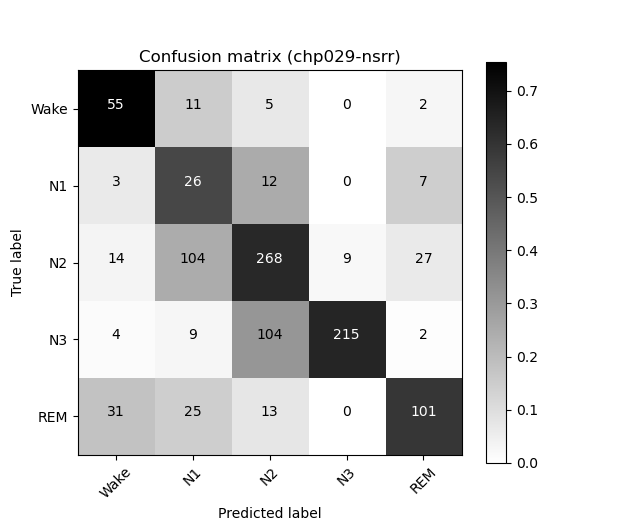 Confusion matrix (chp029-nsrr)
Wake 55 11 5 0 2
N1 3 26 12 0 7
N2 14 104 268 9 27
N3 4 9 104 215 2
REM 31 25 13 0 101
Wake N1 N2 N3 REM
True label
Predicted label
0.7
0.6
0.5
0.4
0.3
0.2
0.1
0.0